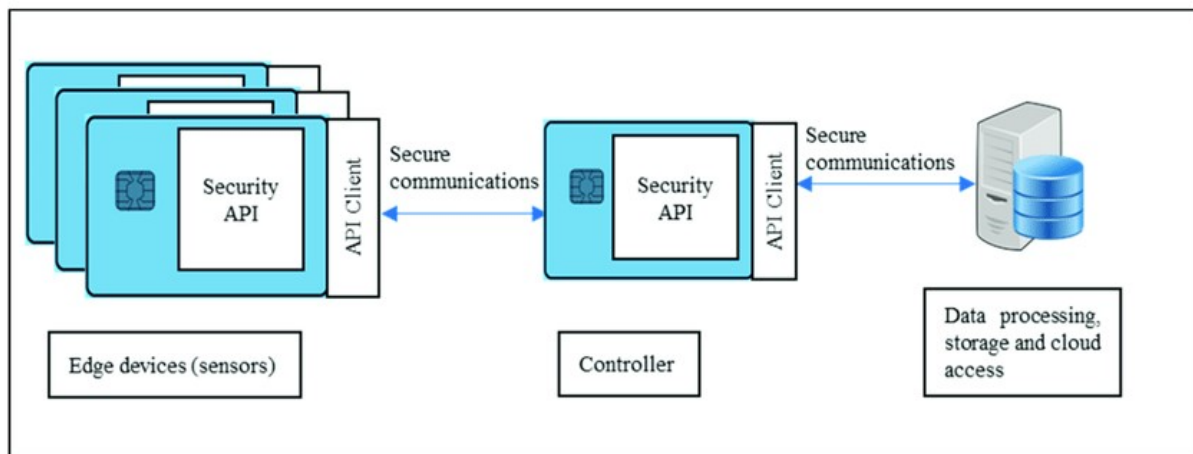 Security
API
API Client
Secure
communications
Security
API
API Client
Secure
communications
Edge devices (sensors)
Controller
Data processing,
storage and cloud
access